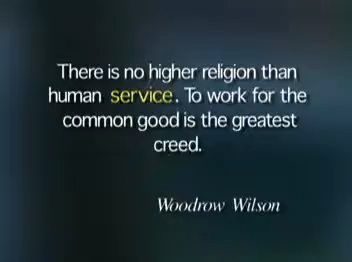 There is no higher religion than
human service. To work for the
common good is the greatest
creed.
Woodrow Wilson